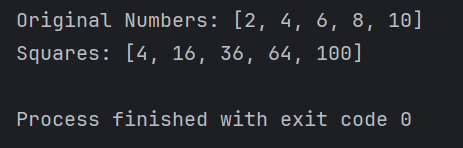 Original Numbers: [2, 4, 6, 8, 10]
Squares: [4, 16, 36, 64, 100]
Process finished with exit code 0